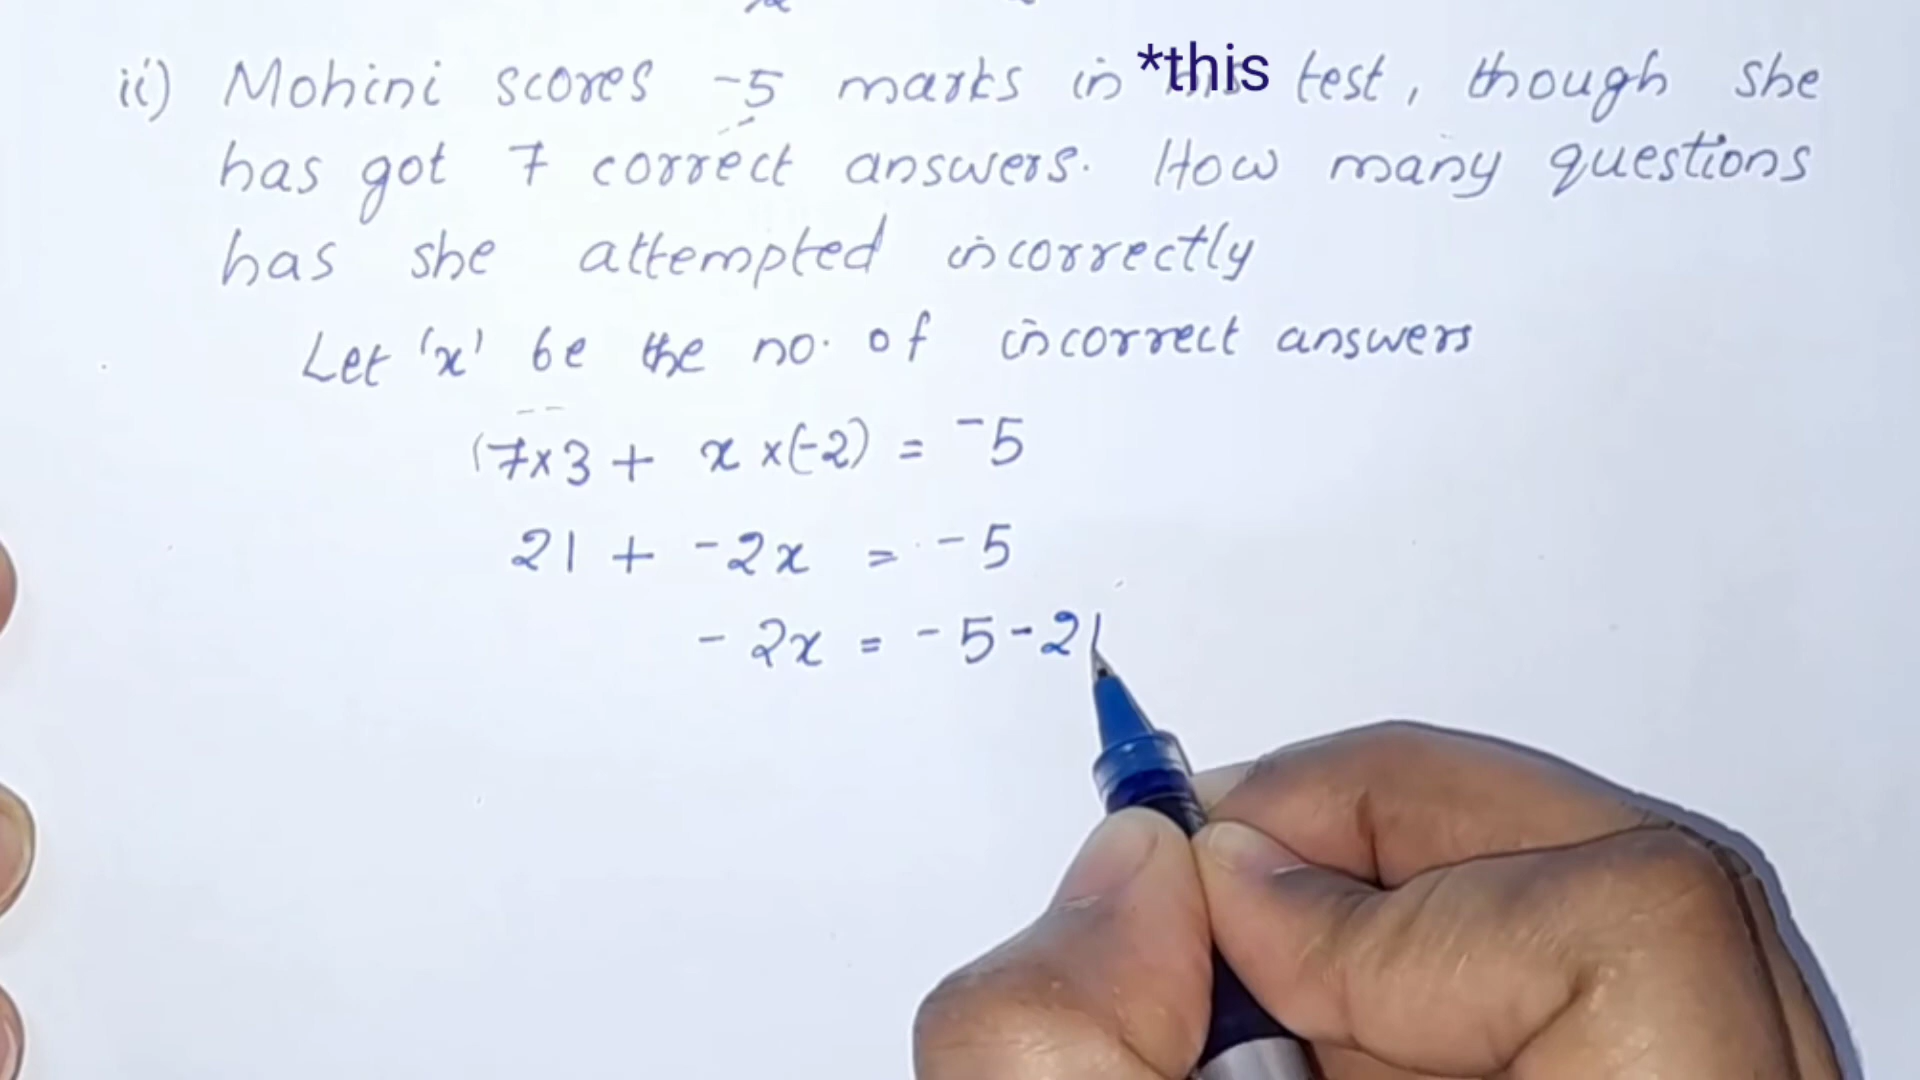 ii) Mohini scores -5 marks in *this test, though she
has got 7 correct answers. How many questions
has she attempted incorrectly
Let 'x' be the no. of incorrect answers
(7×3 + x ×(-2) = -5
21 + -2x = -5
- 2x = -5-21